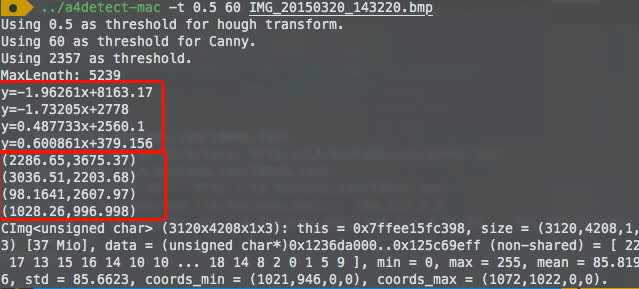 ../a4detect-mac -t 0.5 60 IMG_20150320_143220.bmp
Using 0.5 as threshold for hough transform.
Using 60 as threshold for Canny.
Using 2357 as threshold.
MaxLength: 5239
y=-1.96261x+8163.17
y=-1.73205x+2778
y=0.487733x+2560.1
y=0.600861x+379.156
(2286.65,3675.37)
(3036.51,2203.68)
(98.1641,2607.97)
(1028.26,996.998)
CImg<unsigned char> (3120x4208x1x3): this = 0x7ffee15fc398, size = (3120,4208,1,
3) [37 Mio], data = (unsigned char*)0x1236da000..0x125c69eff (non-shared) = [ 22
17 13 15 16 14 10 10 ... 18 14 8 2 0 1 5 9 ], min = 0, max = 255, mean = 85.819
6, std = 85.6623, coords_min = (1021,946,0,0), coords_max = (1072,1022,0,0).